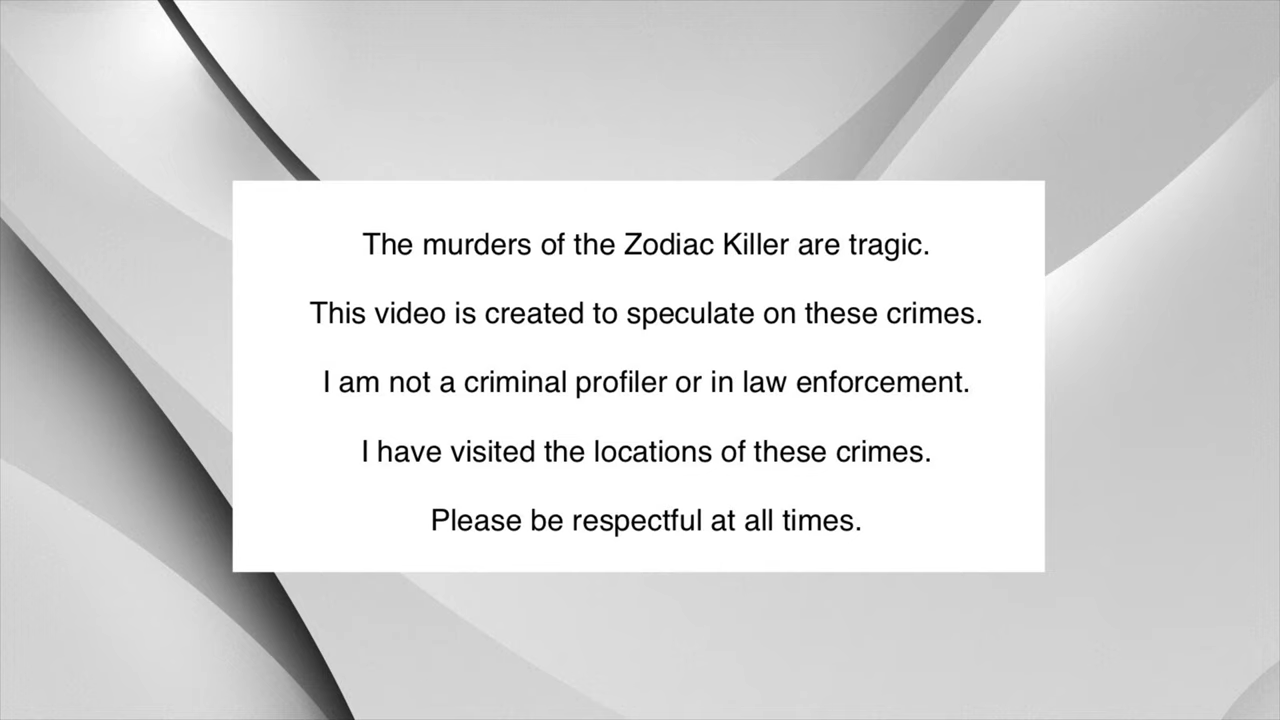 The murders of the Zodiac Killer are tragic.
This video is created to speculate on these crimes.
I am not a criminal profiler or in law enforcement.
I have visited the locations of these crimes.
Please be respectful at all times.